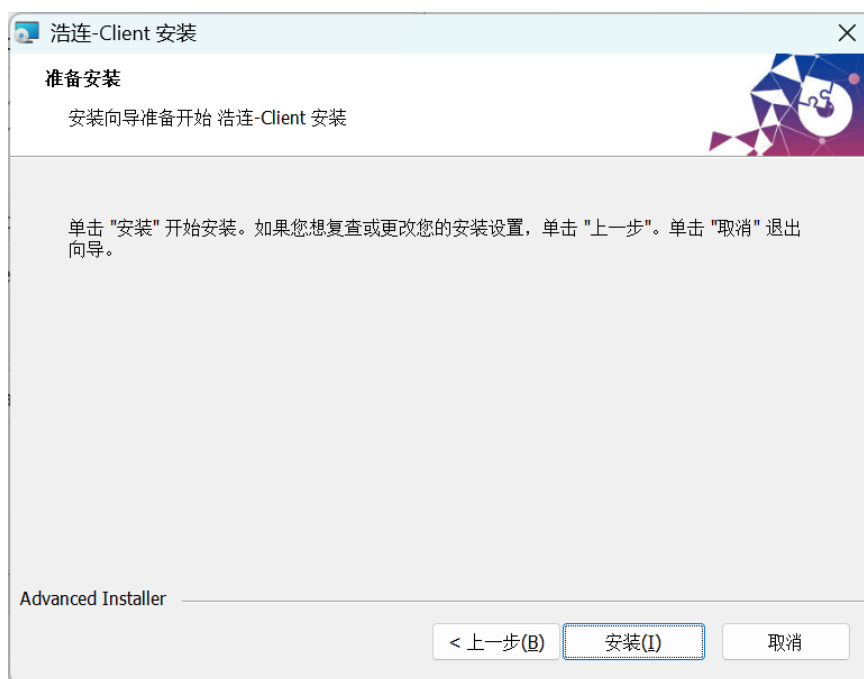 浩连-Client 安装
准备安装
安装向导准备开始 浩连-Client 安装
单击 "安装" 开始安装。如果您想复查或更改您的安装设置，单击 "上一步"。单击 "取消" 退出
向导。
Advanced Installer
< 上一步(B)
安装(I)
取消